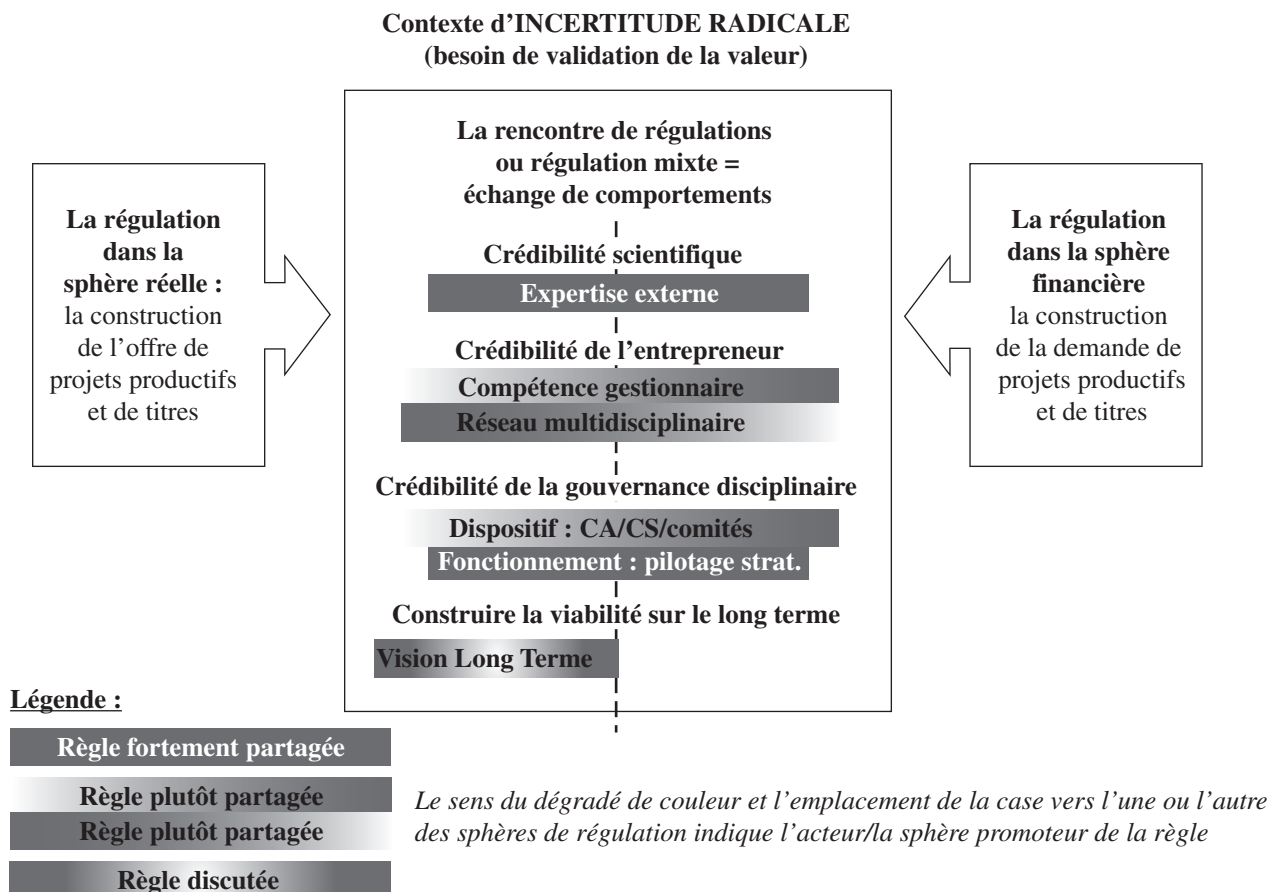 Contexte d’INCERTITUDE RADICALE
(besoin de validation de la valeur)
La régulation
dans la
sphère réelle :
la construction
de l’offre de
projets productifs
et de titres
La rencontre de régulations
ou régulation mixte =
échange de comportements
Crédibilité scientifique
Expertise externe
Crédibilité de l’entrepreneur
Compétence gestionnaire
Réseau multidisciplinaire
Crédibilité de la gouvernance disciplinaire
Dispositif : CA/CS/comités
Fonctionnement : pilotage strat.
Construire la viabilité sur le long terme
Vision Long Terme
La régulation
dans la sphère
financière
la construction
de la demande de
projets productifs
et de titres
Légende :
Règle fortement partagée
Règle plutôt partagée
Règle plutôt partagée
Règle discutée
Le sens du dégradé de couleur et l’emplacement de la case vers l’une ou l’autre
des sphères de régulation indique l’acteur/la sphère promoteur de la règle